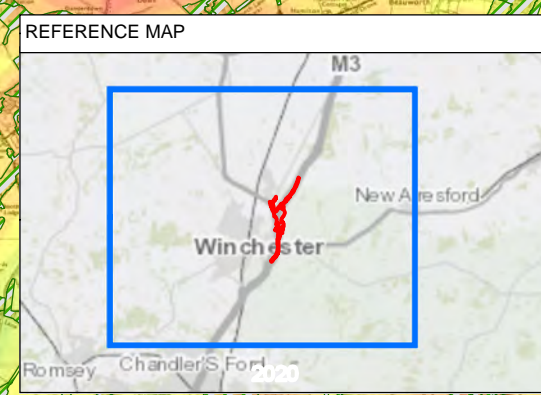 REFERENCE MAP
M3
New Alresford
Winchester
Romsey
Chandler'S Ford
2020